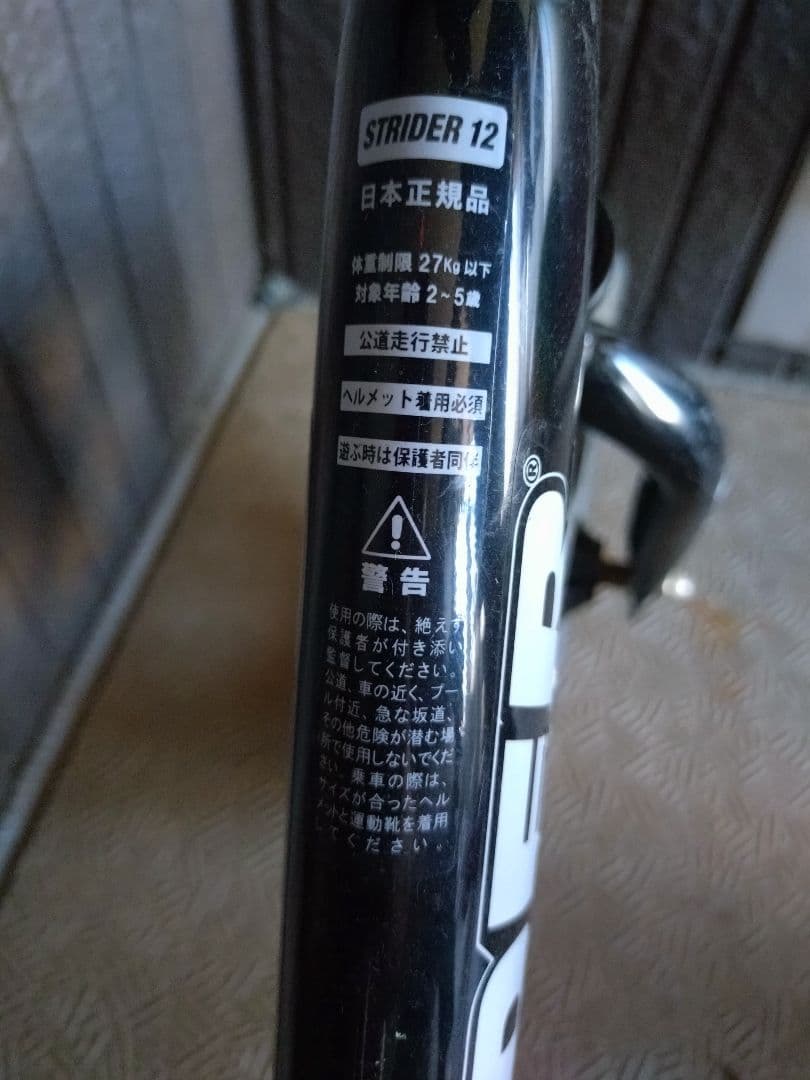 STRIDER 12
日本正規品
体重制限 27Kg 以下
対象年齢 2~5歳
公道走行禁止
ヘルメット着用必須
遊ぶ時は保護者同伴
警告
使用の際は、絶えず
保護者が付き添い
監督してください。
公道、車の近く、プー
ル付近、急な坂道、
その他危険が潜む場
所で使用しないでくだ
さい。乗車の際は、
サイズが合ったヘル
メットと運動靴を着用
してください。
®